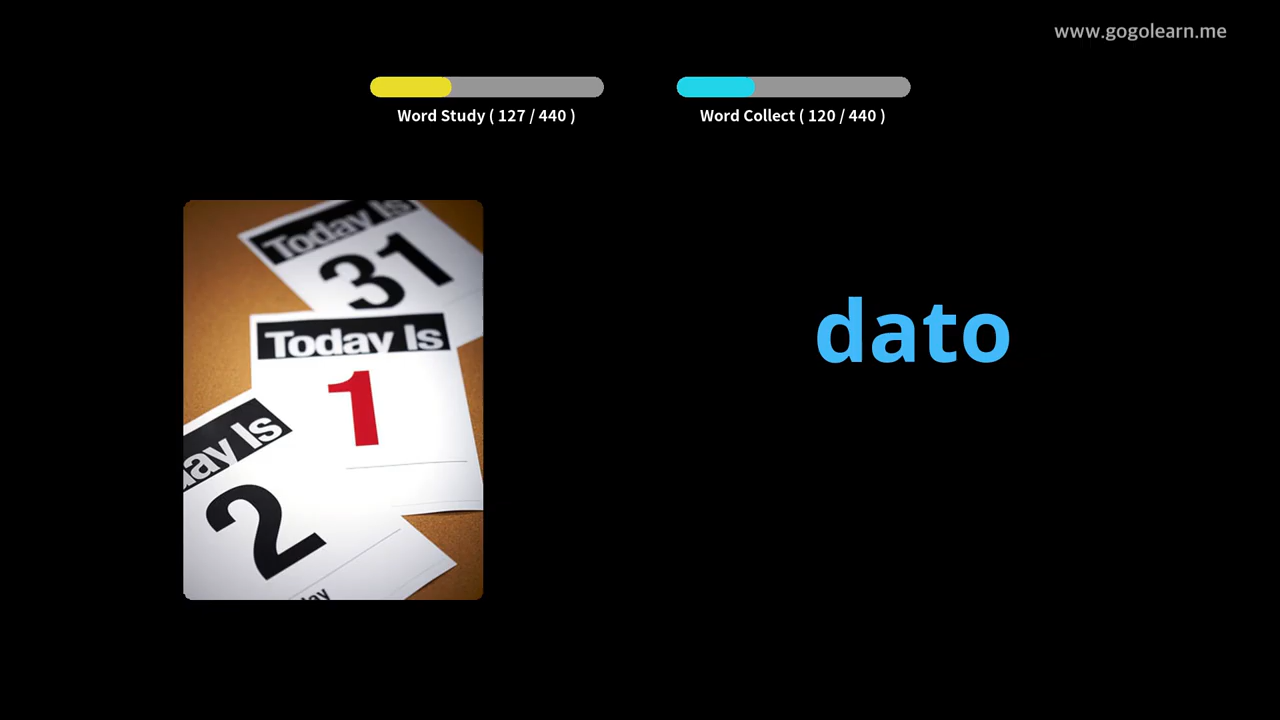 www.gogolearn.me
Word Study ( 127 / 440 )
Word Collect ( 120 / 440 )
Today Is
31
Today Is
1
ay Is
2
ay
dato